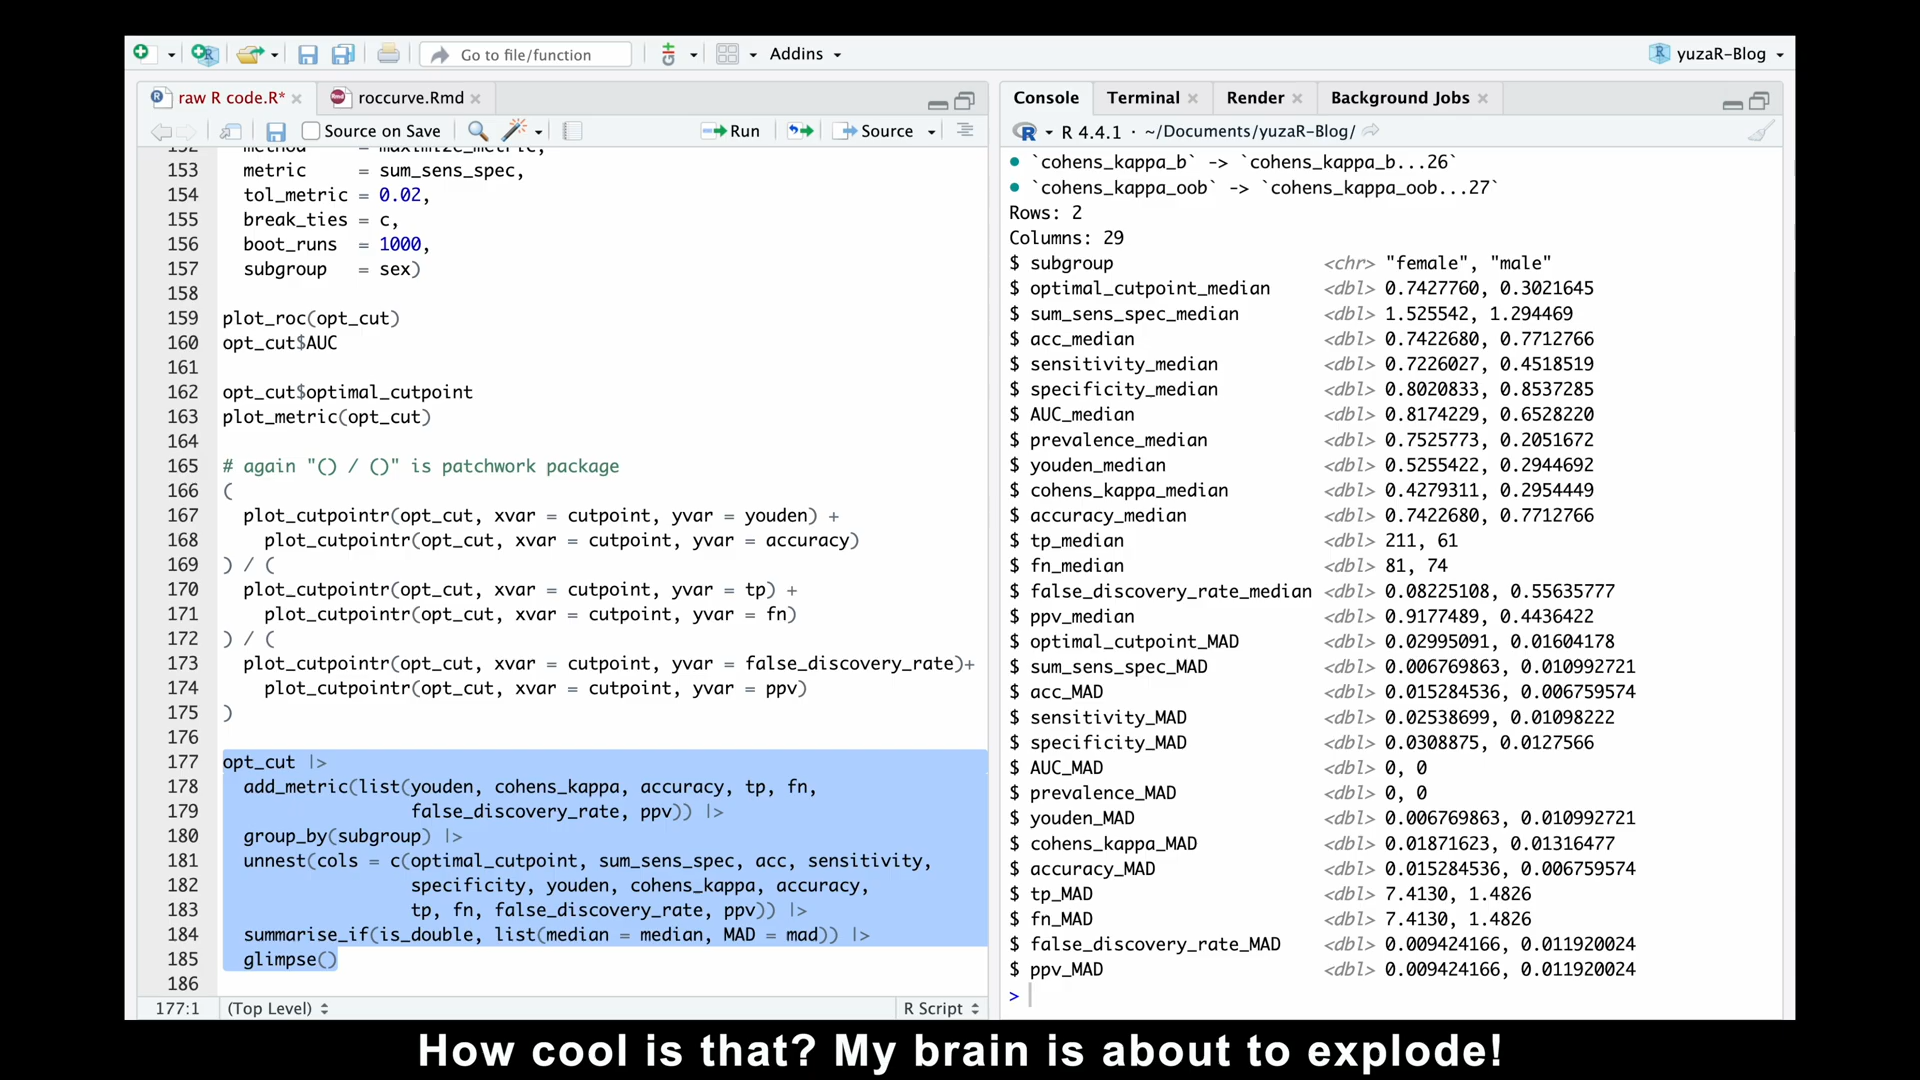 Go to file/function
Addins
yuzaR-Blog
raw R code.R*
roccurve.Rmd
Source on Save
Run
Source
152 method = maximize_metric,
153 metric = sum_sens_spec,
154 tol_metric = 0.02,
155 break_ties = c,
156 boot_runs = 1000,
157 subgroup = sex)
158
159 plot_roc(opt_cut)
160 opt_cut$AUC
161
162 opt_cut$optimal_cutpoint
163 plot_metric(opt_cut)
164
165 # again "() / ()" is patchwork package
166 (
167 plot_cutpointr(opt_cut, xvar = cutpoint, yvar = youden) +
168 plot_cutpointr(opt_cut, xvar = cutpoint, yvar = accuracy)
169 ) / (
170 plot_cutpointr(opt_cut, xvar = cutpoint, yvar = tp) +
171 plot_cutpointr(opt_cut, xvar = cutpoint, yvar = fn)
172 ) / (
173 plot_cutpointr(opt_cut, xvar = cutpoint, yvar = false_discovery_rate)+
174 plot_cutpointr(opt_cut, xvar = cutpoint, yvar = ppv)
175 )
176
177 opt_cut |>
178 add_metric(list(youden, cohens_kappa, accuracy, tp, fn,
179 false_discovery_rate, ppv)) |>
180 group_by(subgroup) |>
181 unnest(cols = c(optimal_cutpoint, sum_sens_spec, acc, sensitivity,
182 specificity, youden, cohens_kappa, accuracy,
183 tp, fn, false_discovery_rate, ppv)) |>
184 summarise_if(is_double, list(median = median, MAD = mad)) |>
185 glimpse()
186
177:1 (Top Level) R Script
Console
Terminal
Render
Background Jobs
R 4.4.1 · ~/Documents/yuzaR-Blog/
• `cohens_kappa_b` -> `cohens_kappa_b...26`
• `cohens_kappa_oob` -> `cohens_kappa_oob...27`
Rows: 2
Columns: 29
$ subgroup <chr> "female", "male"
$ optimal_cutpoint_median <dbl> 0.7427760, 0.3021645
$ sum_sens_spec_median <dbl> 1.525542, 1.294469
$ acc_median <dbl> 0.7422680, 0.7712766
$ sensitivity_median <dbl> 0.7226027, 0.4518519
$ specificity_median <dbl> 0.8020833, 0.8537285
$ AUC_median <dbl> 0.8174229, 0.6528220
$ prevalence_median <dbl> 0.7525773, 0.2051672
$ youden_median <dbl> 0.5255422, 0.2944692
$ cohens_kappa_median <dbl> 0.4279311, 0.2954449
$ accuracy_median <dbl> 0.7422680, 0.7712766
$ tp_median <dbl> 211, 61
$ fn_median <dbl> 81, 74
$ false_discovery_rate_median <dbl> 0.08225108, 0.55635777
$ ppv_median <dbl> 0.9177489, 0.4436422
$ optimal_cutpoint_MAD <dbl> 0.02995091, 0.01604178
$ sum_sens_spec_MAD <dbl> 0.006769863, 0.010992721
$ acc_MAD <dbl> 0.015284536, 0.006759574
$ sensitivity_MAD <dbl> 0.02538699, 0.01098222
$ specificity_MAD <dbl> 0.0308875, 0.0127566
$ AUC_MAD <dbl> 0, 0
$ prevalence_MAD <dbl> 0, 0
$ youden_MAD <dbl> 0.006769863, 0.010992721
$ cohens_kappa_MAD <dbl> 0.01871623, 0.01316477
$ accuracy_MAD <dbl> 0.015284536, 0.006759574
$ tp_MAD <dbl> 7.4130, 1.4826
$ fn_MAD <dbl> 7.4130, 1.4826
$ false_discovery_rate_MAD <dbl> 0.009424166, 0.011920024
$ ppv_MAD <dbl> 0.009424166, 0.011920024
>
How cool is that? My brain is about to explode!